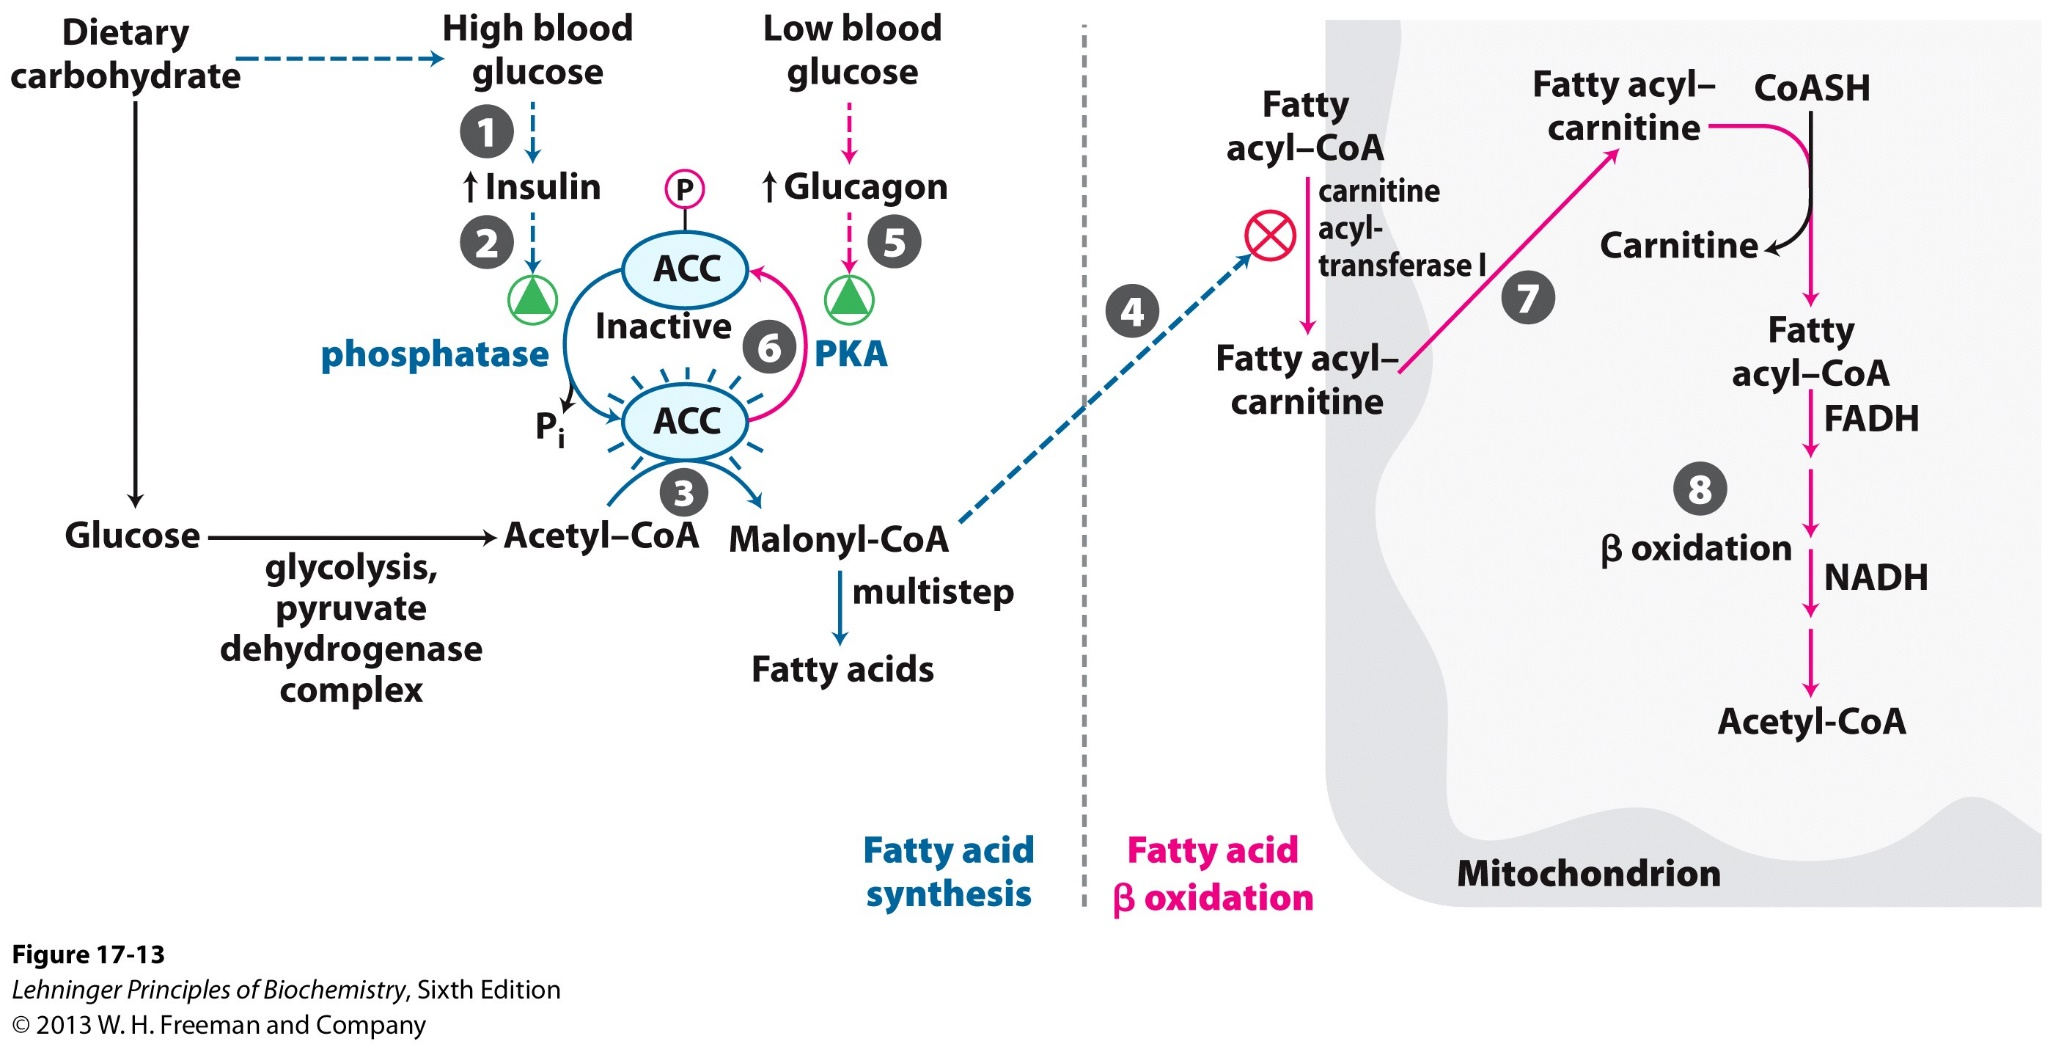 Dietary
carbohydrate
High blood
glucose
Low blood
glucose
1
↑ Insulin
2
P
↑ Glucagon
5
ACC
Inactive
phosphatase
6
PKA
Pi
ACC
3
Glucose
glycolysis,
pyruvate
dehydrogenase
complex
Acetyl–CoA
Malonyl-CoA
multistep
Fatty acids
4
Fatty
acyl–CoA
carnitine
acyl-
transferase I
Fatty acyl–
carnitine
7
Fatty acyl–
carnitine
CoASH
Carnitine
Fatty
acyl–CoA
FADH
8
β oxidation
NADH
Acetyl-CoA
Fatty acid
synthesis
Fatty acid
β oxidation
Mitochondrion
Figure 17-13
Lehninger Principles of Biochemistry, Sixth Edition
© 2013 W. H. Freeman and Company